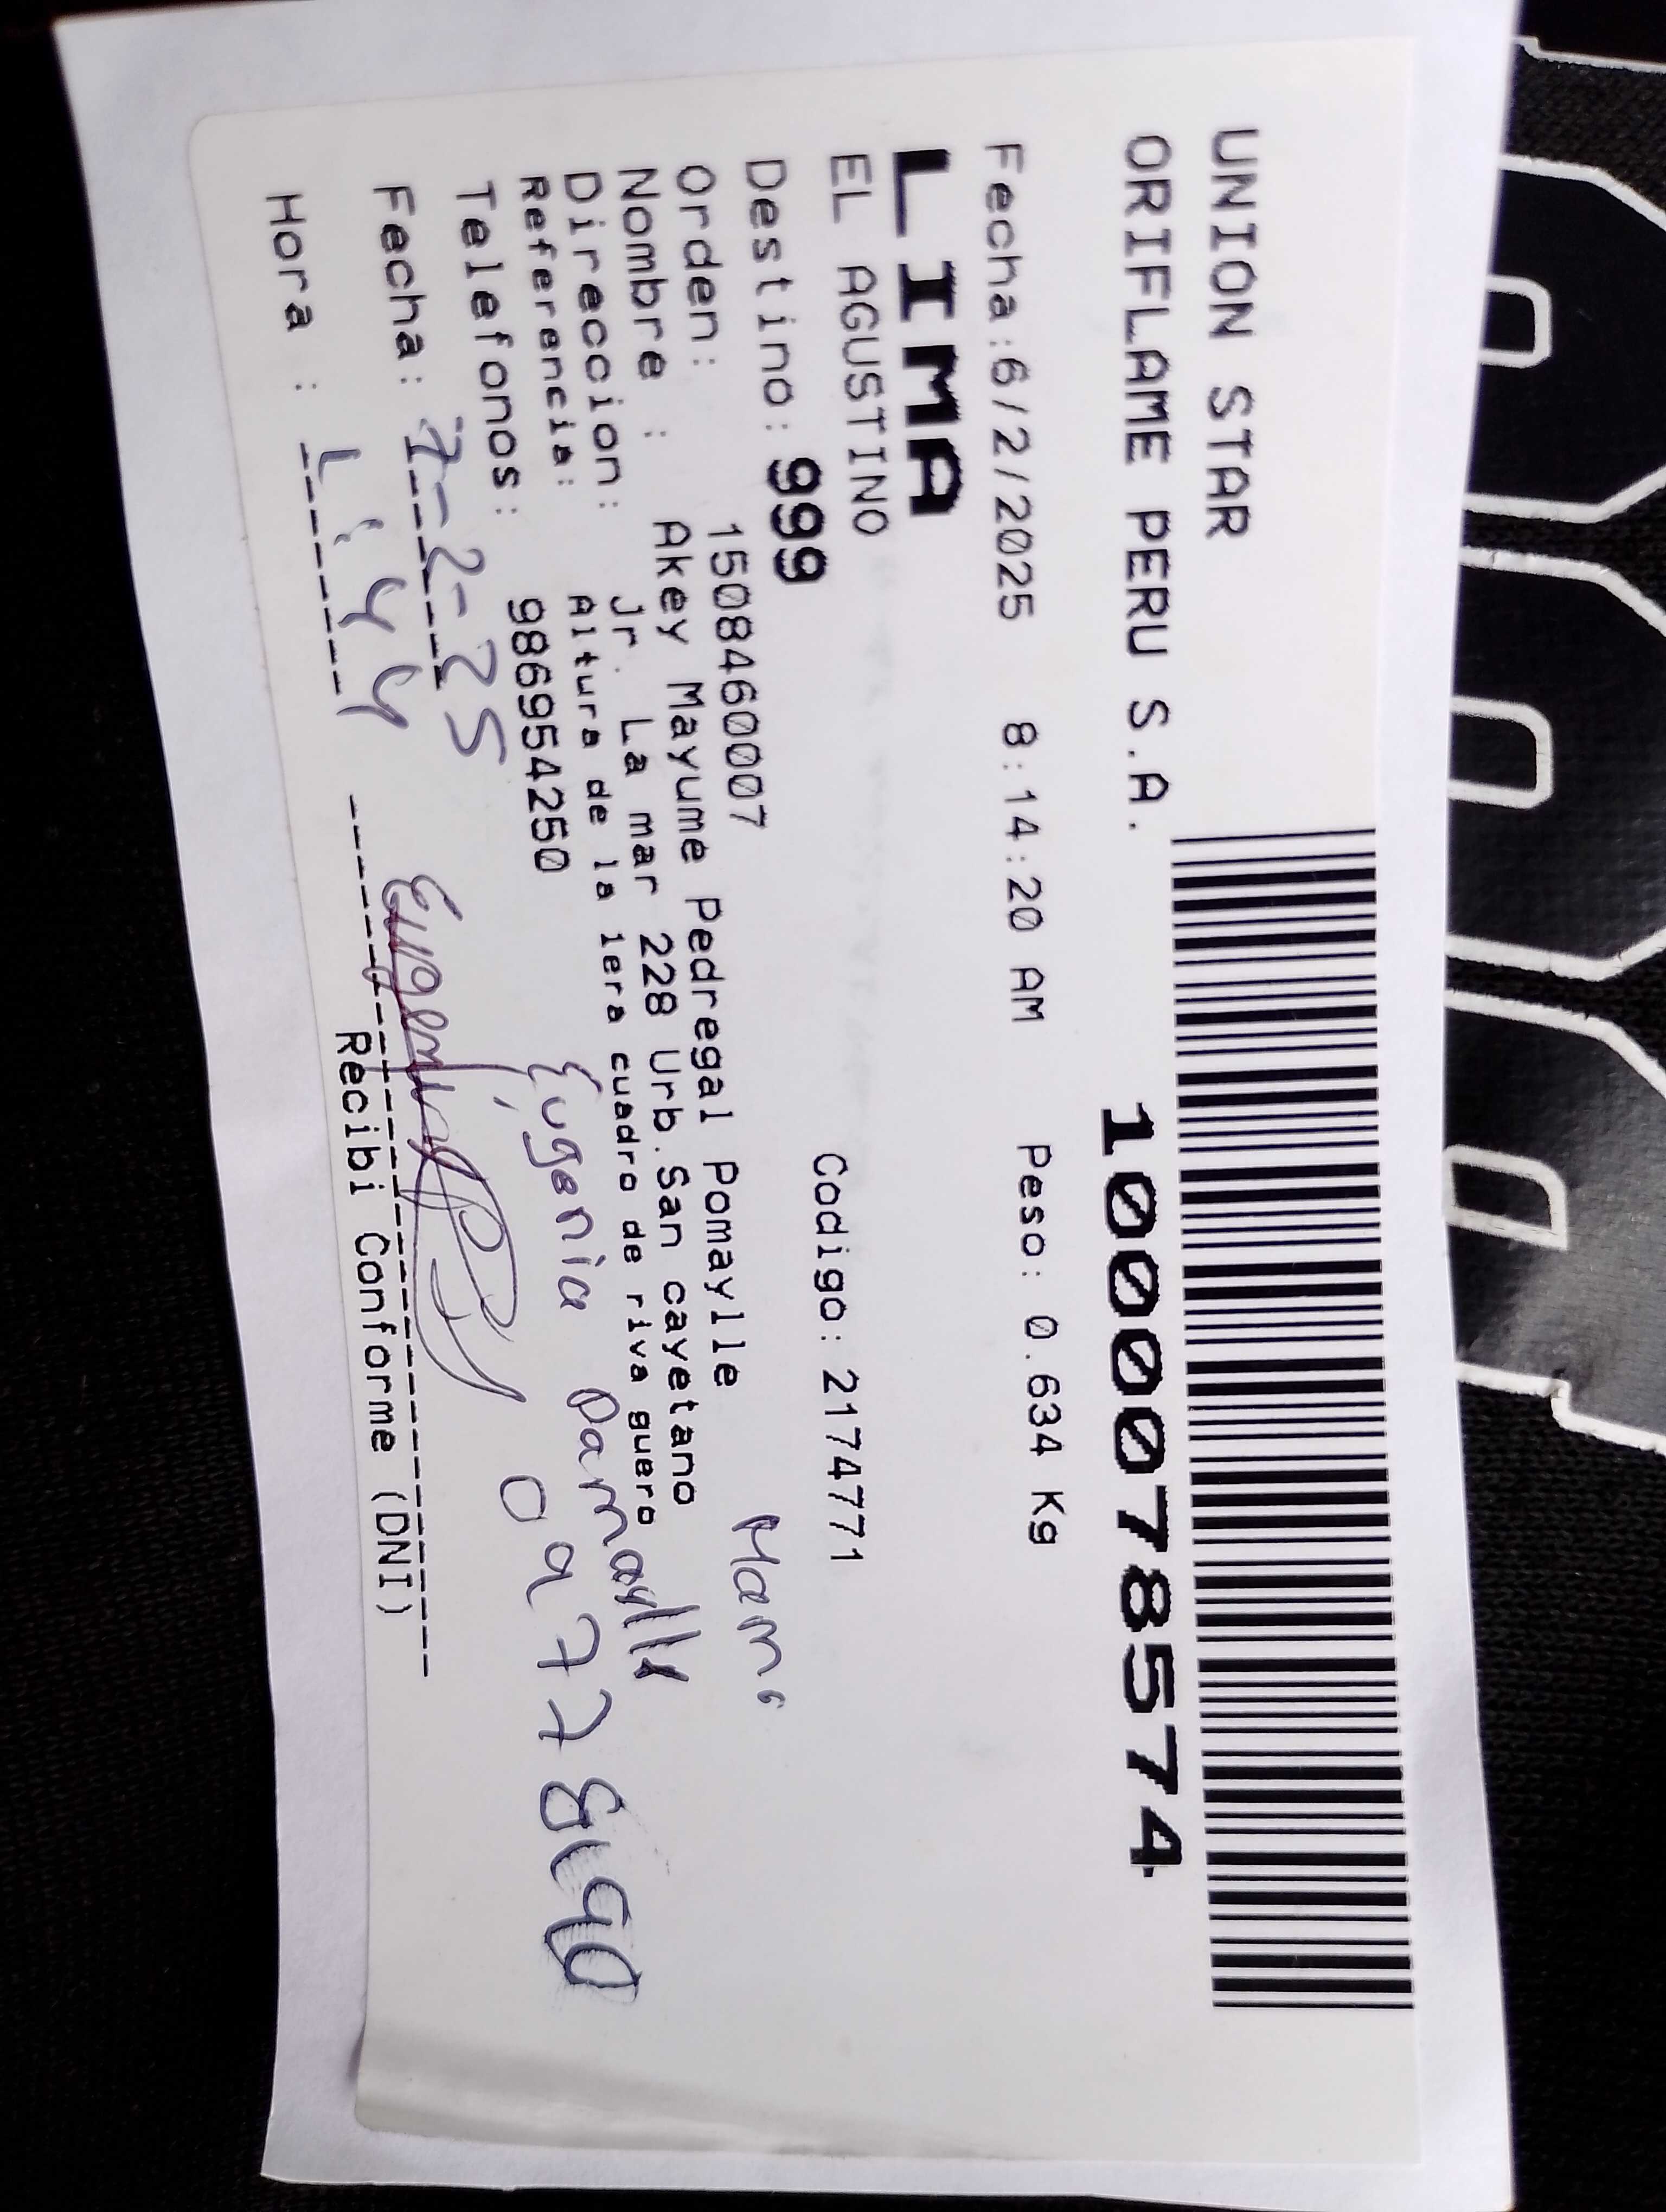 UNION STAR
ORIFLAME PERU S.A.
10007８574
Fecha:6/2/2025 8:14:20 AM Peso: 0.634 Kg
LIMA
EL AGUSTINO
Codigo: 2174771
Destino: 999
Orden: 1508460007
Nombre : Akey Mayume Pedregal Pomaylle
Direccion: Jr. La mar 228 Urb.San cayetano
Referencia: Altura de la 1era cuadro de riva guero
Telefonos: 986954250
Mami
Eugenia Pamaylle
Fecha: 7-2-25
Hora : 1:44
Recibi Conforme (DNI)